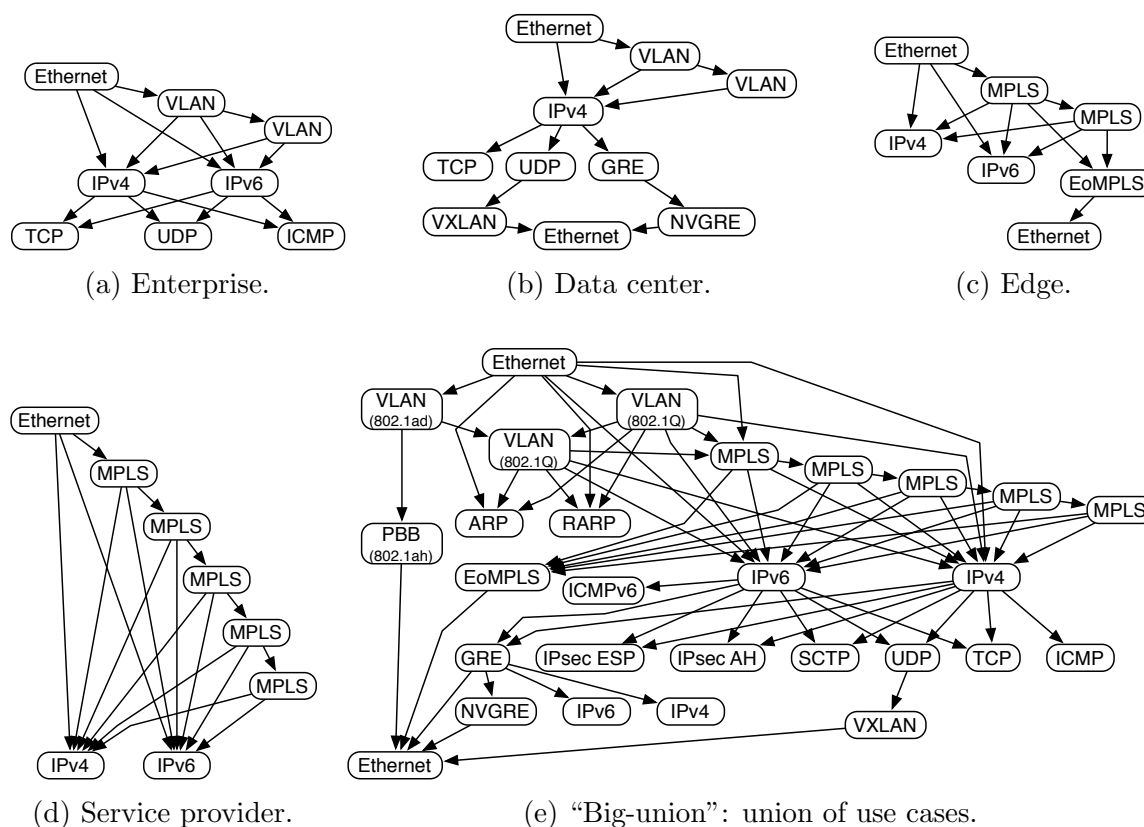 Ethernet
VLAN
VLAN
IPv4
IPv6
TCP
UDP
ICMP
(a) Enterprise.
Ethernet
VLAN
VLAN
IPv4
TCP
UDP
GRE
VXLAN
NVGRE
Ethernet
(b) Data center.
Ethernet
MPLS
MPLS
IPv4
IPv6
EoMPLS
Ethernet
(c) Edge.
Ethernet
MPLS
MPLS
MPLS
MPLS
MPLS
IPv4
IPv6
(d) Service provider.
Ethernet
VLAN
(802.1ad)
VLAN
(802.1Q)
VLAN
(802.1Q)
MPLS
MPLS
MPLS
MPLS
MPLS
ARP
RARP
PBB
(802.1ah)
EoMPLS
ICMPv6
IPv6
IPv4
GRE
IPsec ESP
IPsec AH
SCTP
UDP
TCP
ICMP
NVGRE
IPv6
IPv4
VXLAN
Ethernet
(e) “Big-union”: union of use cases.